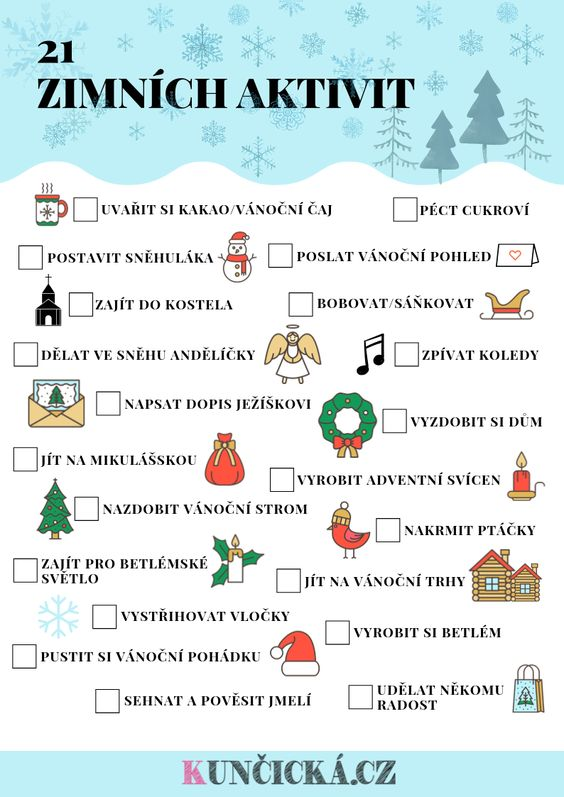 21
ZIMNÍCH AKTIVIT
UVAŘIT SI KAKAO/VÁNOČNÍ ČAJ
PÉCT CUKROVÍ
POSTAVIT SNĚHULÁKA
POSLAT VÁNOČNÍ POHLED
ZAJÍT DO KOSTELA
BOBOVAT/SÁŇKOVAT
DĚLAT VE SNĚHU ANDĚLÍČKY
ZPÍVAT KOLEDY
NAPSAT DOPIS JEŽÍŠKOVI
VYZDOBIT SI DŮM
JÍT NA MIKULÁŠSKOU
VYROBIT ADVENTNÍ SVÍCEN
NAZDOBIT VÁNOČNÍ STROM
NAKRMIT PTÁČKY
ZAJÍT PRO BETLÉMSKÉ
SVĚTLO
JÍT NA VÁNOČNÍ TRHY
VYSTŘIHOVAT VLOČKY
VYROBIT SI BETLÉM
PUSTIT SI VÁNOČNÍ POHÁDKU
SEHNAT A POVĚSIT JMELÍ
UDĚLAT NĚKOMU
RADOST
KUNČICKÁ.CZ